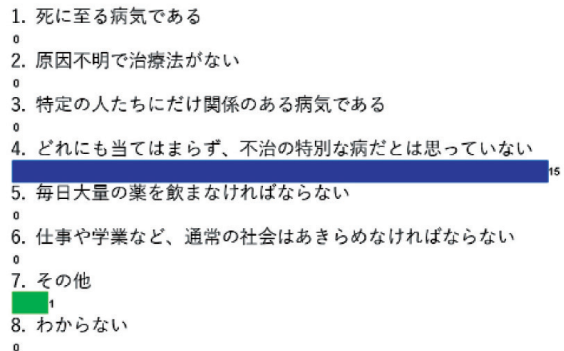 1. 死に至る病気である
0
2. 原因不明で治療法がない
0
3. 特定の人たちにだけ関係のある病気である
0
4. どれにも当てはまらず、不治の特別な病だとは思っていない
15
5. 毎日大量の薬を飲まなければならない
0
6. 仕事や学業など、通常の社会はあきらめなければならない
0
7. その他
1
8. わからない
0